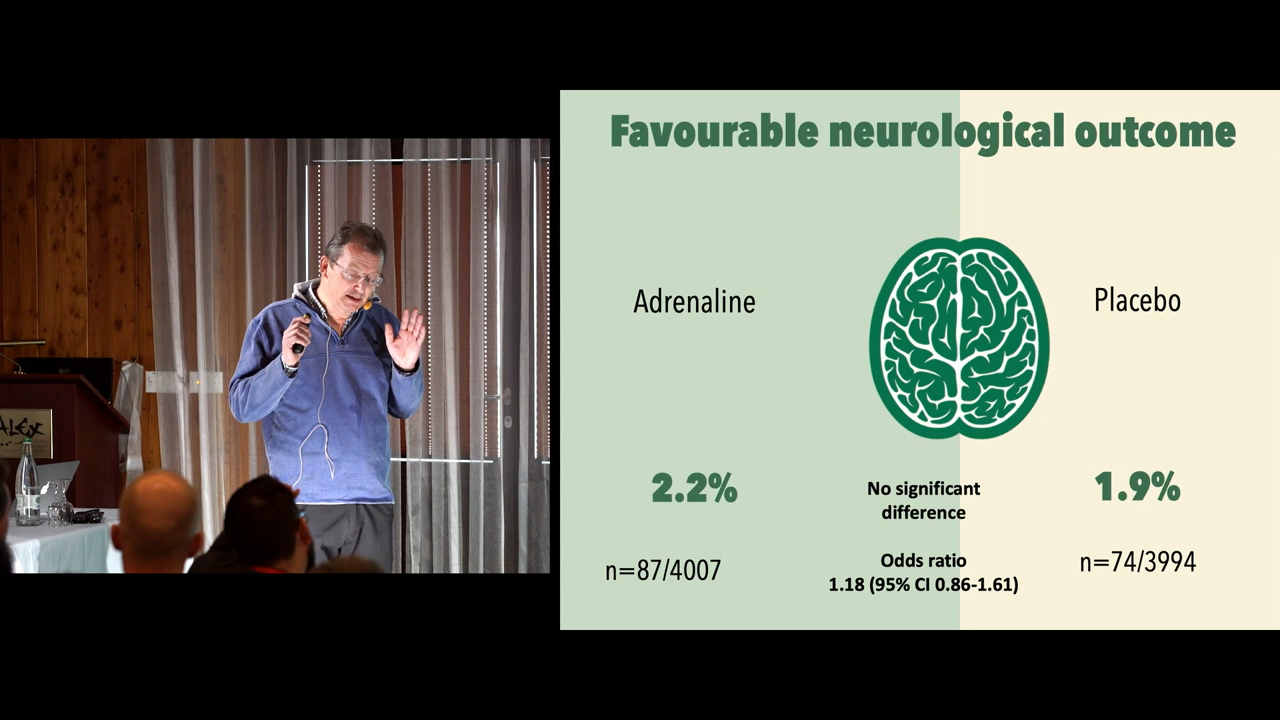 Favourable neurological outcome
Adrenaline
Placebo
2.2%
No significant
difference
1.9%
n=87/4007
Odds ratio
1.18 (95% CI 0.86-1.61)
n=74/3994